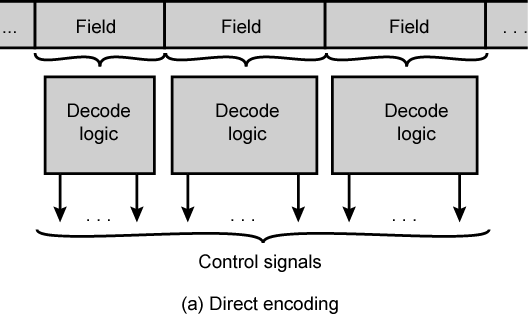 ... Field Field Field . . .
Decode Decode Decode
logic logic logic
. . . . . . . . .
Control signals
(a) Direct encoding